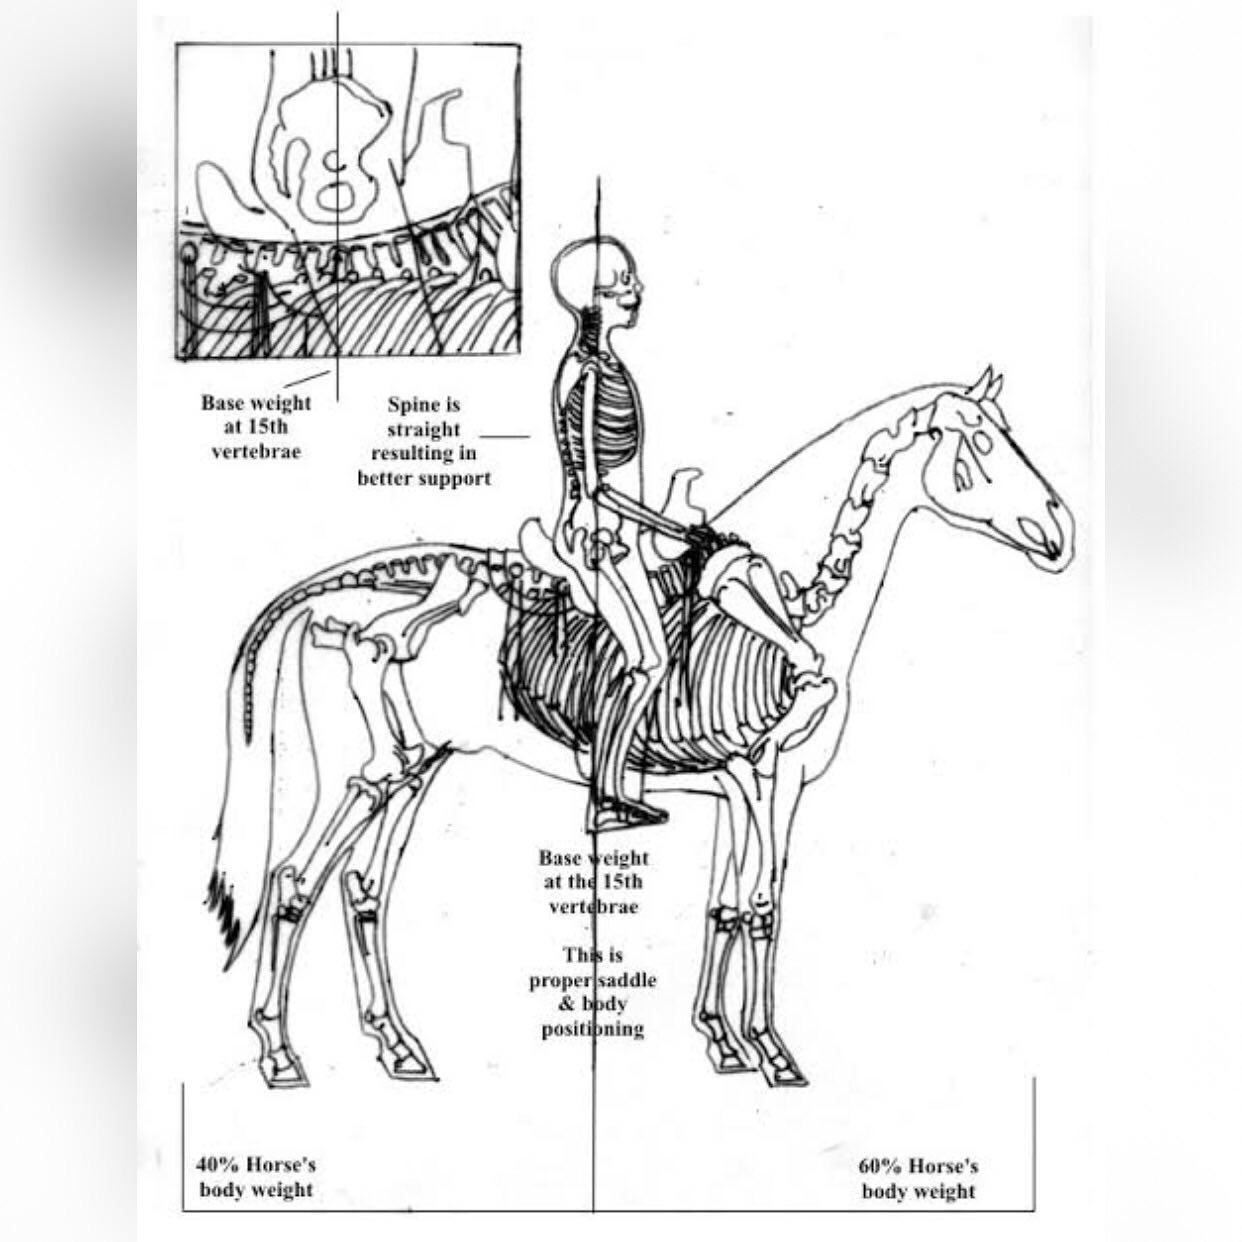 Base weight
at 15th
vertebrae
Spine is
straight
resulting in
better support
Base weight
at the 15th
vertebrae
This is
proper saddle
& body
positioning
40% Horse's
body weight
60% Horse's
body weight